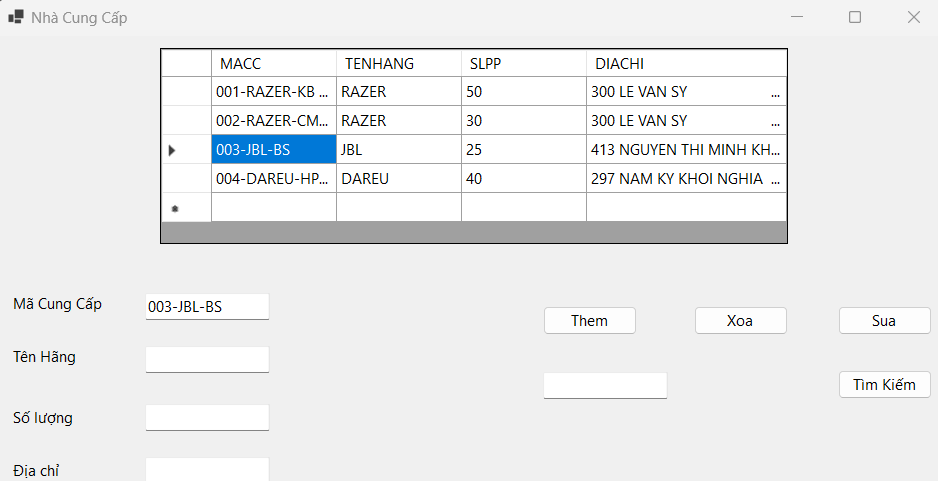 Nhà Cung Cấp
MACC TENHANG SLPP DIACHI
001-RAZER-KB ... RAZER 50 300 LE VAN SY ...
002-RAZER-CM... RAZER 30 300 LE VAN SY ...
003-JBL-BS JBL 25 413 NGUYEN THI MINH KH...
004-DAREU-HP... DAREU 40 297 NAM KY KHOI NGHIA ...
Mã Cung Cấp 003-JBL-BS Them Xoa Sua
Tên Hãng
Tìm Kiếm
Số lượng
Địa chỉ